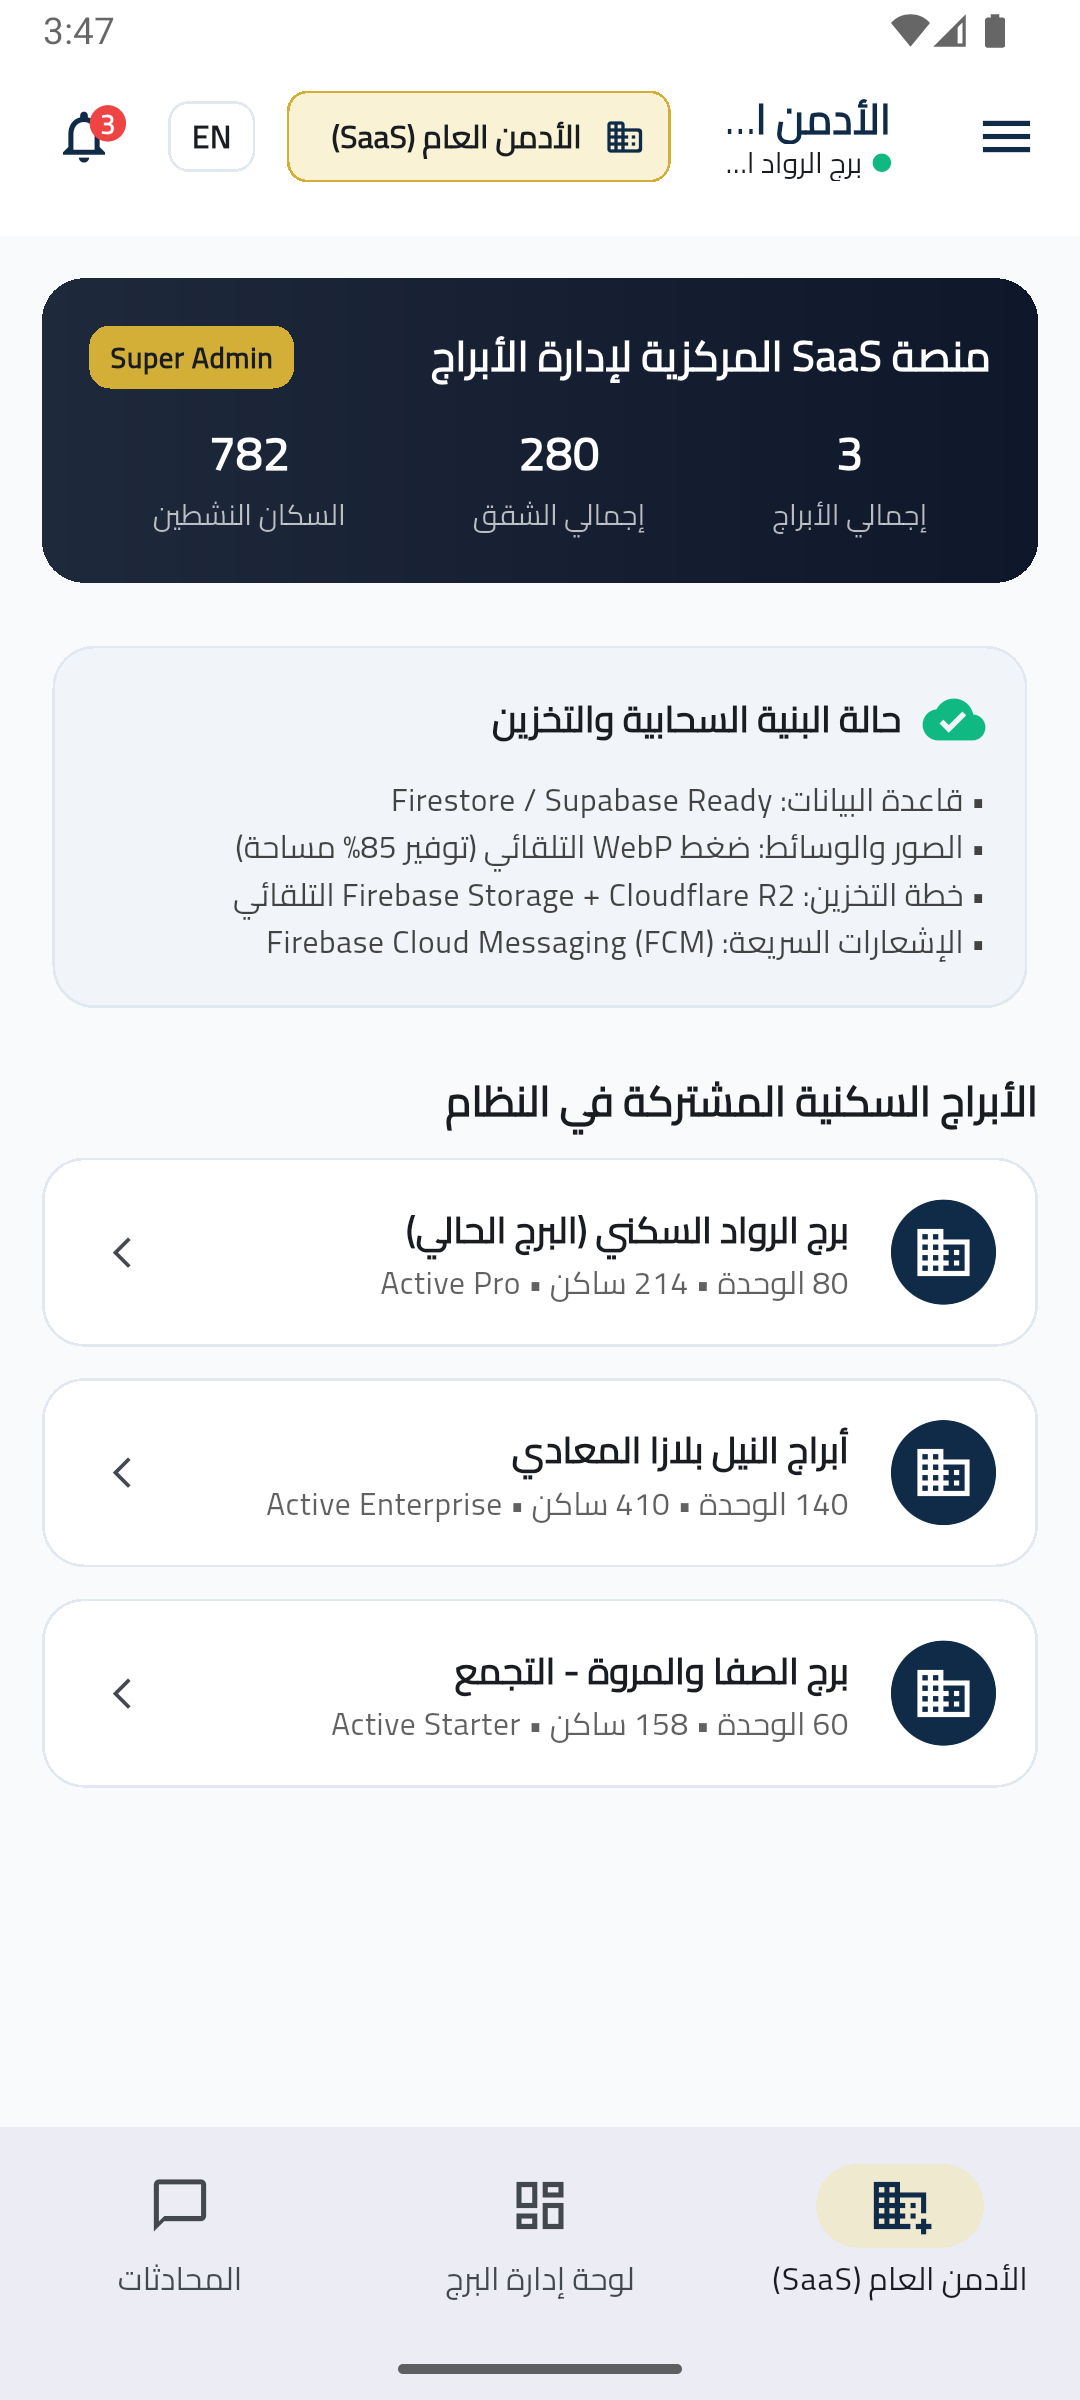 3:47
الأدمن ا...
برج الرواد ا...
الأدمن العام (SaaS)
EN
3
منصة SaaS المركزية لإدارة الأبراج
Super Admin
3
280
782
إجمالي الأبراج
إجمالي الشقق
السكان النشطين
حالة البنية السحابية والتخزين
▪ قاعدة البيانات: Firestore / Supabase Ready
▪ الصور والوسائط: ضغط WebP التلقائي (توفير 85% مساحة)
▪ خطة التخزين: Firebase Storage + Cloudflare R2 التلقائي
▪ الإشعارات السريعة: Firebase Cloud Messaging (FCM)
الأبراج السكنية المشتركة في النظام
برج الرواد السكني (البرج الحالي)
80 الوحدة ▪ 214 ساكن ▪ Active Pro
أبراج النيل بلازا المعادي
140 الوحدة ▪ 410 ساكن ▪ Active Enterprise
برج الصفا والمروة - التجمع
60 الوحدة ▪ 158 ساكن ▪ Active Starter
الأدمن العام (SaaS)
لوحة إدارة البرج
المحادثات